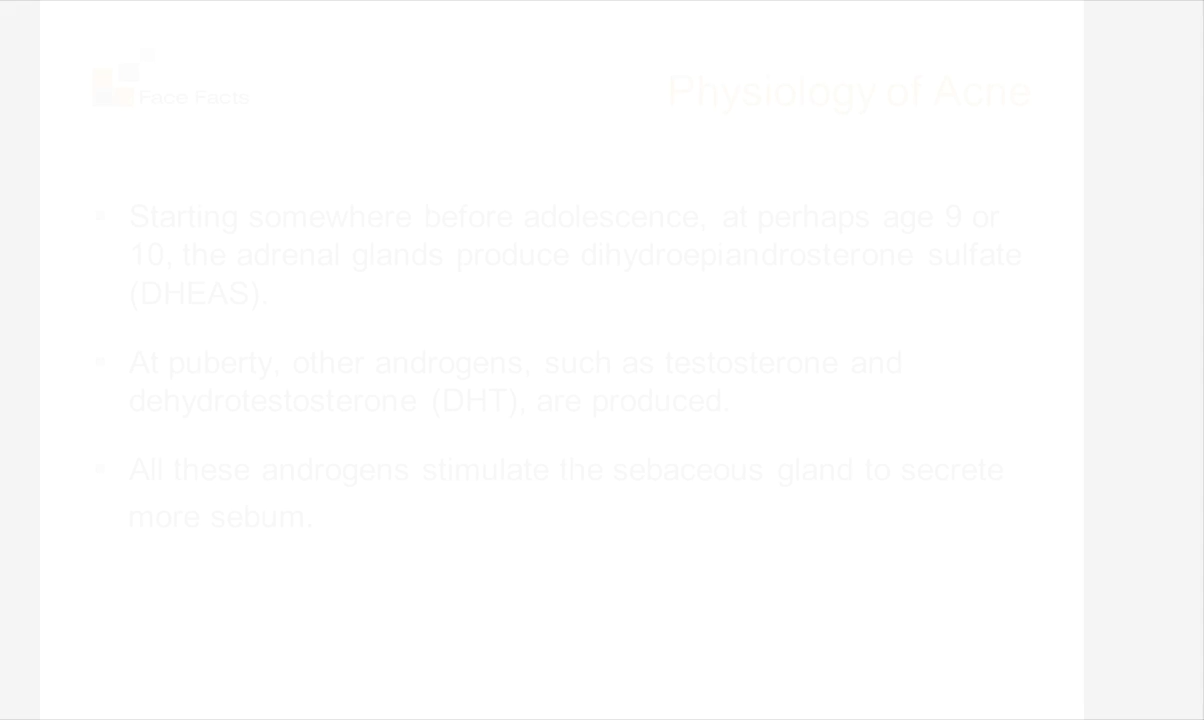 Face Facts
Physiology of Acne
• Starting somewhere before adolescence, at perhaps age 9 or
10, the adrenal glands produce dihydroepiandrosterone sulfate
(DHEAS).
• At puberty, other androgens, such as testosterone and
dehydrotestosterone (DHT), are produced.
• All these androgens stimulate the sebaceous gland to secrete
more sebum.